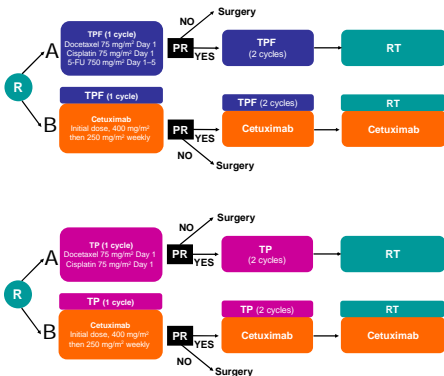 NO
Surgery
A
TPF (1 cycle)
Docetaxel 75 mg/m² Day 1
Cisplatin 75 mg/m² Day 1
5-FU 750 mg/m² Day 1–5
PR
YES
TPF
(2 cycles)
RT
R
TPF (1 cycle)
B
Cetuximab
Initial dose, 400 mg/m²
then 250 mg/m² weekly
PR
YES
TPF (2 cycles)
Cetuximab
RT
Cetuximab
NO
Surgery
NO
Surgery
A
TP (1 cycle)
Docetaxel 75 mg/m² Day 1
Cisplatin 75 mg/m² Day 1
PR
YES
TP
(2 cycles)
RT
R
TP (1 cycle)
B
Cetuximab
Initial dose, 400 mg/m²
then 250 mg/m² weekly
PR
YES
TP (2 cycles)
Cetuximab
RT
Cetuximab
NO
Surgery